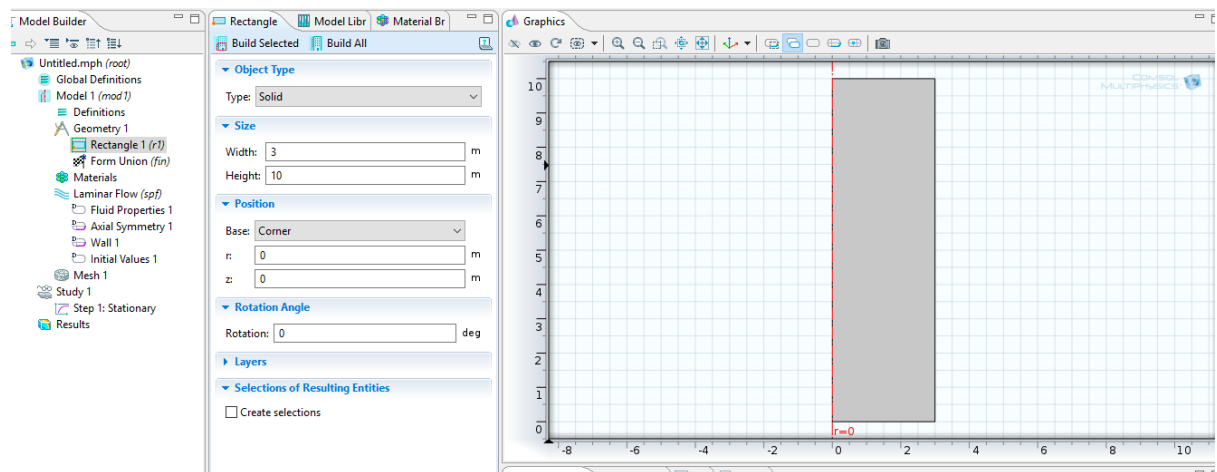 Model Builder
Untitled.mph (root)
Global Definitions
Model 1 (mod1)
Definitions
Geometry 1
Rectangle 1 (r1)
Form Union (fin)
Materials
Laminar Flow (spf)
Fluid Properties 1
Axial Symmetry 1
Wall 1
Initial Values 1
Mesh 1
Study 1
Step 1: Stationary
Results
Rectangle Model Libr Material Br
Build Selected Build All
Object Type
Type: Solid
Size
Width: 3 m
Height: 10 m
Position
Base: Corner
r: 0 m
z: 0 m
Rotation Angle
Rotation: 0 deg
Layers
Selections of Resulting Entities
Create selections
Graphics
COMSOL
MULTIPHYSICS
10
9
8
7
6
5
4
3
2
1
0
r=0
-8 -6 -4 -2 0 2 4 6 8 10